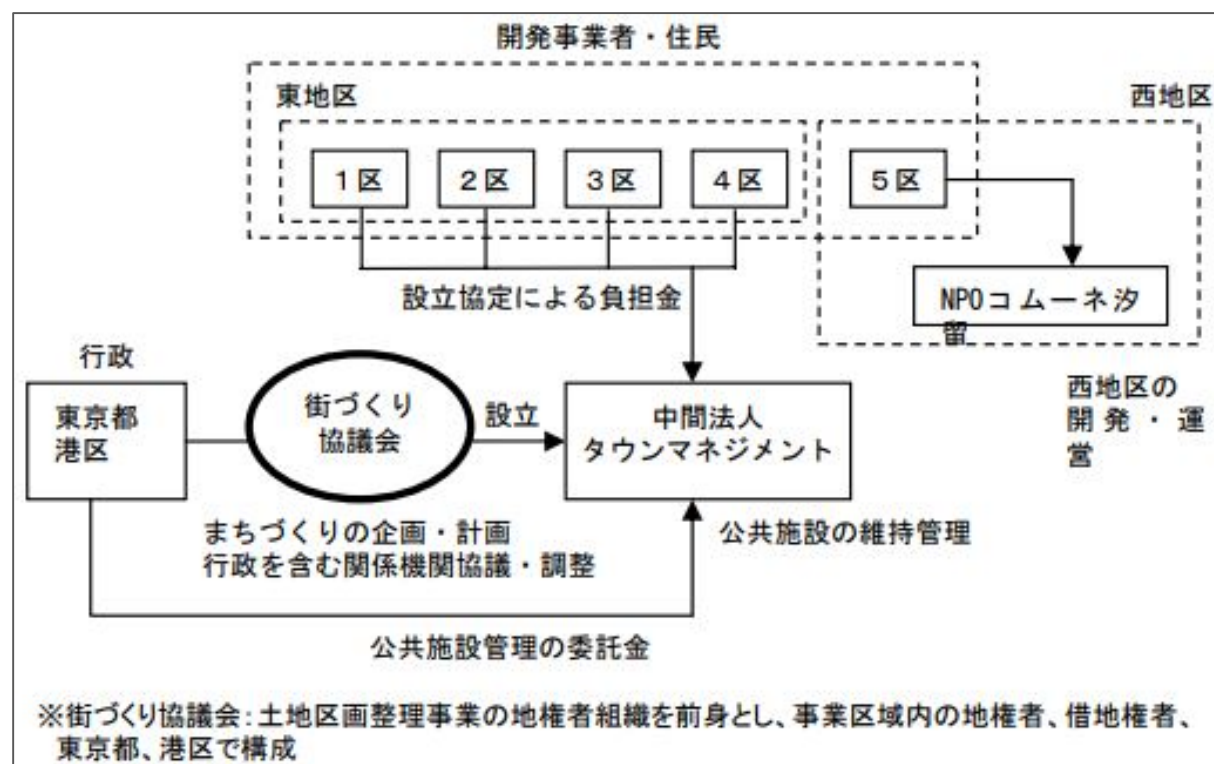 開発事業者・住民
東地区
西地区
1区
2区
3区
4区
5区
設立協定による負担金
NPOコムーネ汐
留
行政
東京都
港区
街づくり
協議会
設立
中間法人
タウンマネジメント
西地区の
開発・運
営
まちづくりの企画・計画
行政を含む関係機関協議・調整
公共施設の維持管理
公共施設管理の委託金
※街づくり協議会:土地区画整理事業の地権者組織を前身とし、事業区域内の地権者、借地権者、
東京都、港区で構成